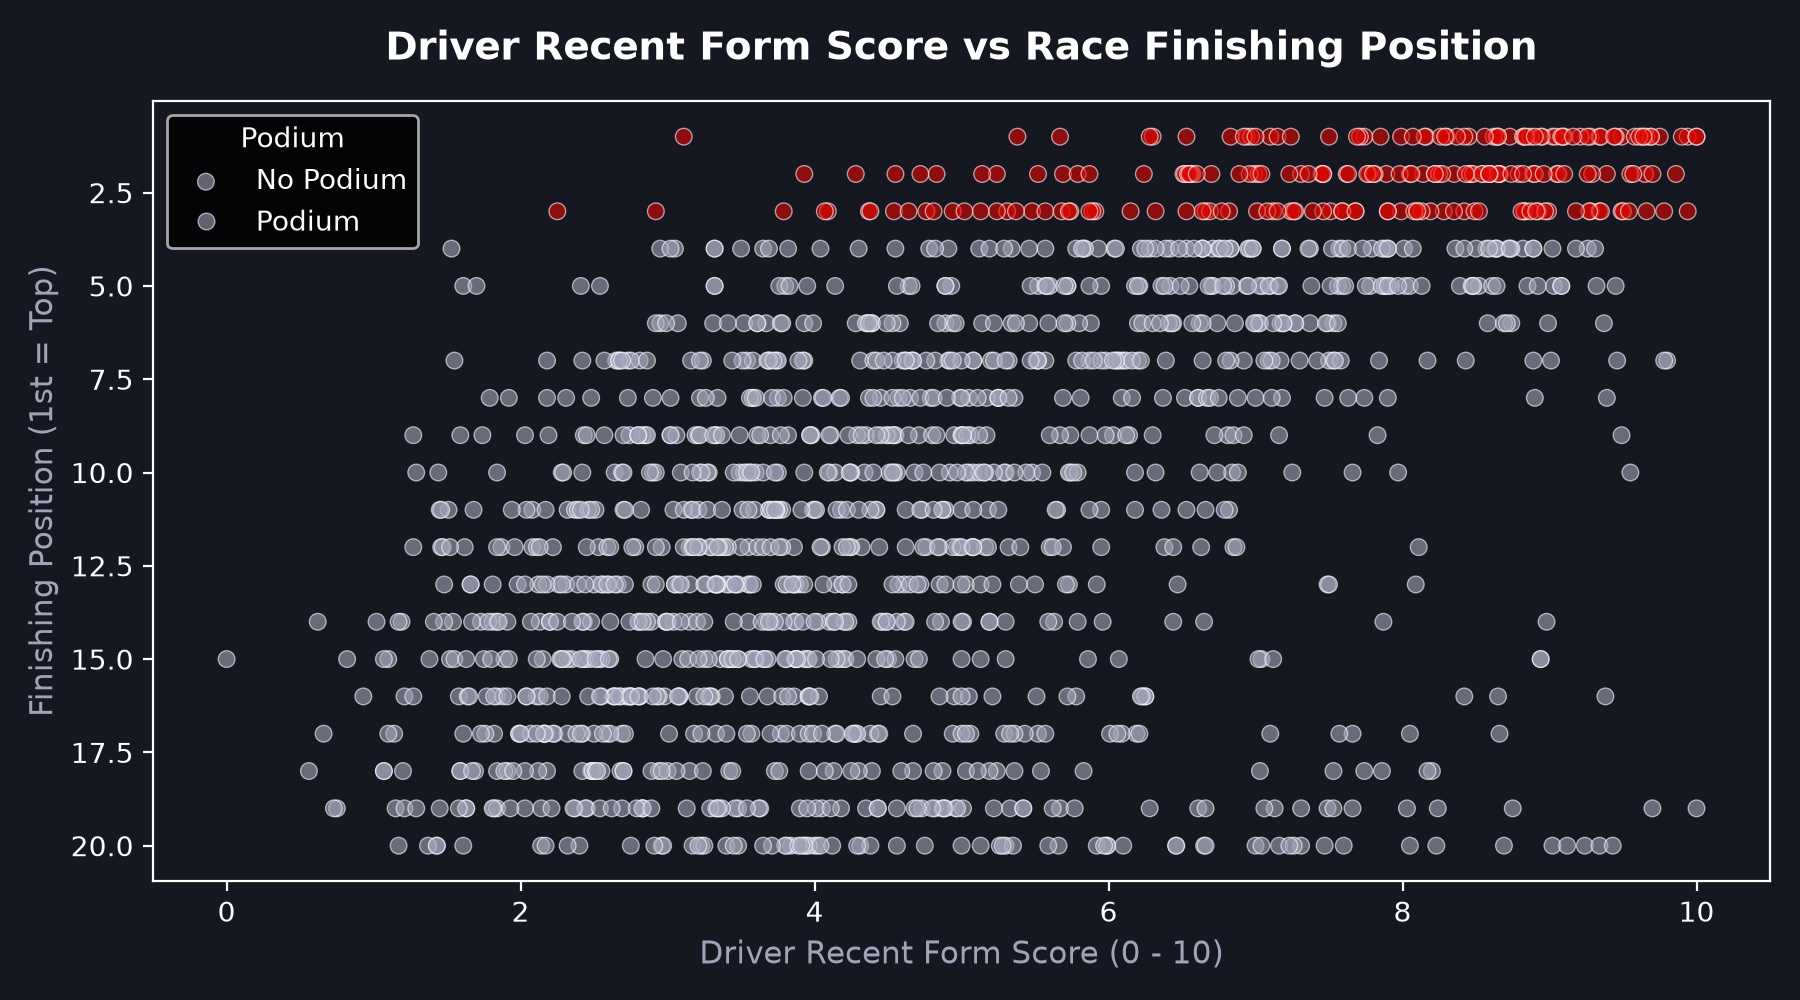 Driver Recent Form Score vs Race Finishing Position
Podium
No Podium
Podium
Finishing Position (1st = Top)
2.5
5.0
7.5
10.0
12.5
15.0
17.5
20.0
0 2 4 6 8 10
Driver Recent Form Score (0 - 10)